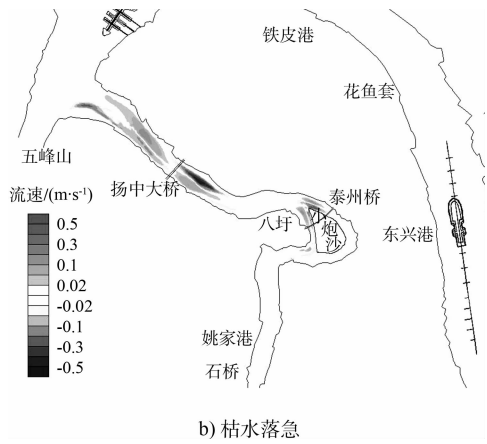 铁皮港
花鱼套
五峰山
扬中大桥
泰州桥
流速/(m·s⁻¹)
八圩
小炮沙
东兴港
0.5
0.3
0.1
0.02
-0.02
-0.1
-0.3
-0.5
姚家港
石桥
b) 枯水落急